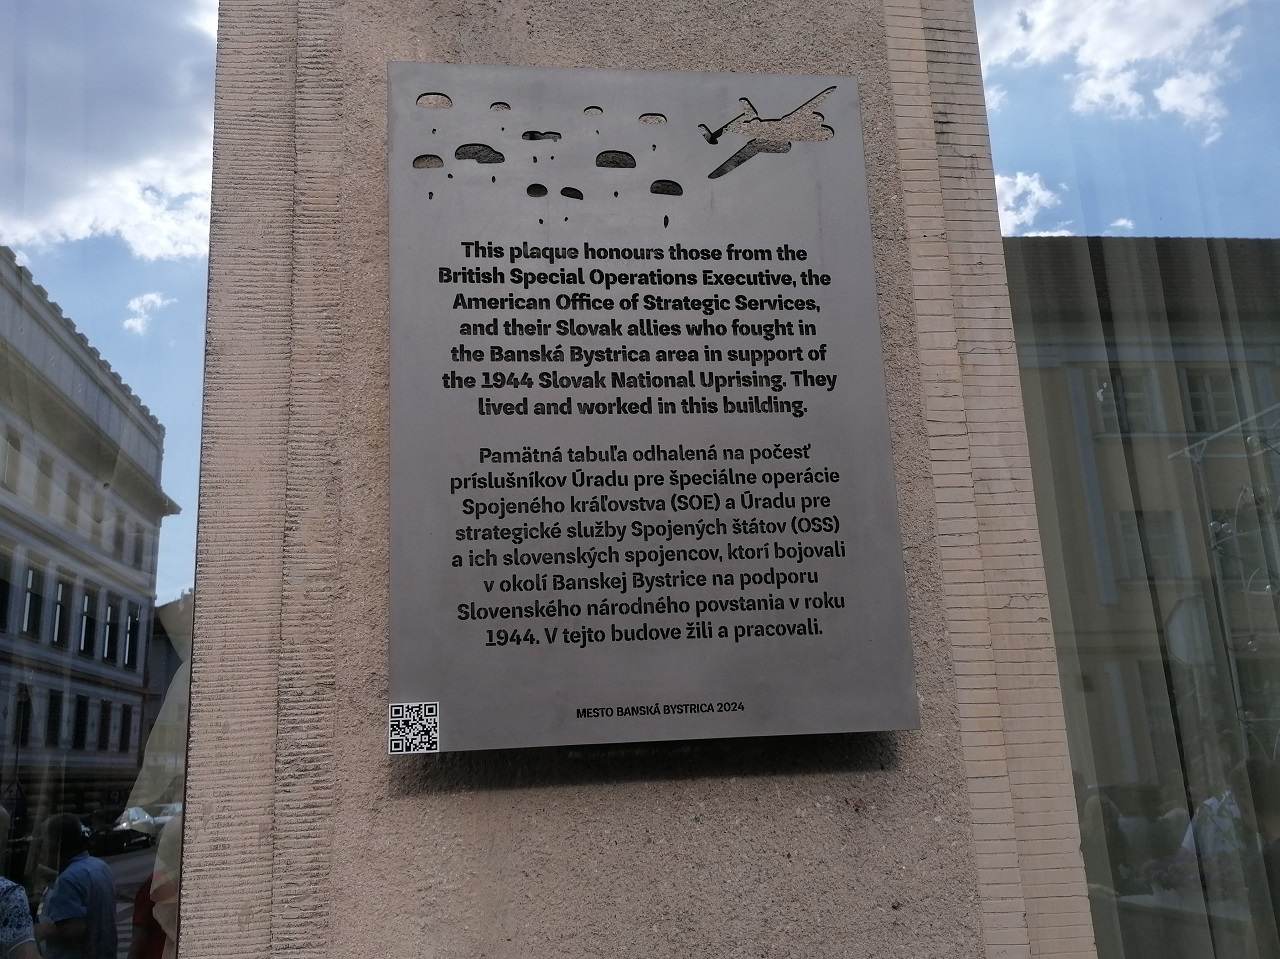 This plaque honours those from the
British Special Operations Executive, the
American Office of Strategic Services,
and their Slovak allies who fought in
the Banská Bystrica area in support of
the 1944 Slovak National Uprising. They
lived and worked in this building.
Pamätná tabuľa odhalená na počesť
príslušníkov Úradu pre špeciálne operácie
Spojeného kráľovstva (SOE) a Úradu pre
strategické služby Spojených štátov (OSS)
a ich slovenských spojencov, ktorí bojovali
v okolí Banskej Bystrice na podporu
Slovenského národného povstania v roku
1944. V tejto budove žili a pracovali.
MESTO BANSKÁ BYSTRICA 2024